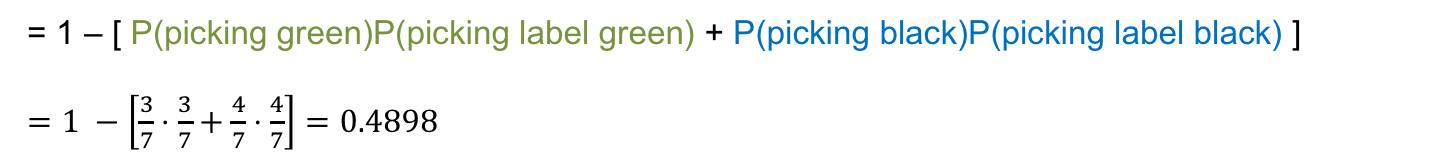 = 1 – [ P(picking green)P(picking label green) + P(picking black)P(picking label black) ]
= 1 − [3/7 · 3/7 + 4/7 · 4/7] = 0.4898